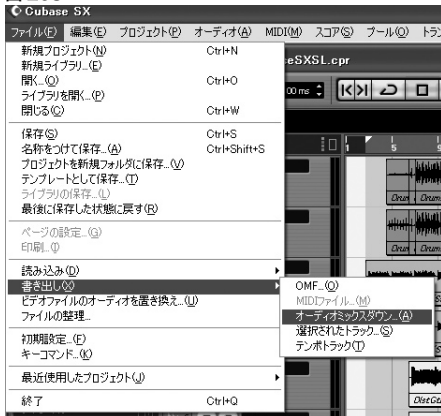 Cubase SX
ファイル(F) 編集(E) プロジェクト(P) オーディオ(A) MIDI(M) スコア(S) プール(O) トラン
新規プロジェクト(N) Ctrl+N
新規ライブラリ...(E)
開く...(O) Ctrl+O
ライブラリを開く...(P)
閉じる(C) Ctrl+W
保存(S) Ctrl+S
名称をつけて保存...(A) Ctrl+Shift+S
プロジェクトを新規フォルダに保存...(V)
テンプレートとして保存...(T)
ライブラリの保存...(L)
最後に保存した状態に戻す(R)
ページの設定...(G)
印刷...(I)
読み込み(D)
書き出し(X)
ビデオファイルのオーディオを置き換え...(U)
ファイルの整理...
初期設定...(F)
キーコマンド...(K)
最近使用したプロジェクト(J)
終了 Ctrl+Q
OMF...(O)
MIDIファイル...(M)
オーディオミックスダウン...(A)
選択されたトラック...(S)
テンポトラック(T)
eSXSL.cpr
00 ms
1 5
Drum Drum
Drum Drum
DistGt